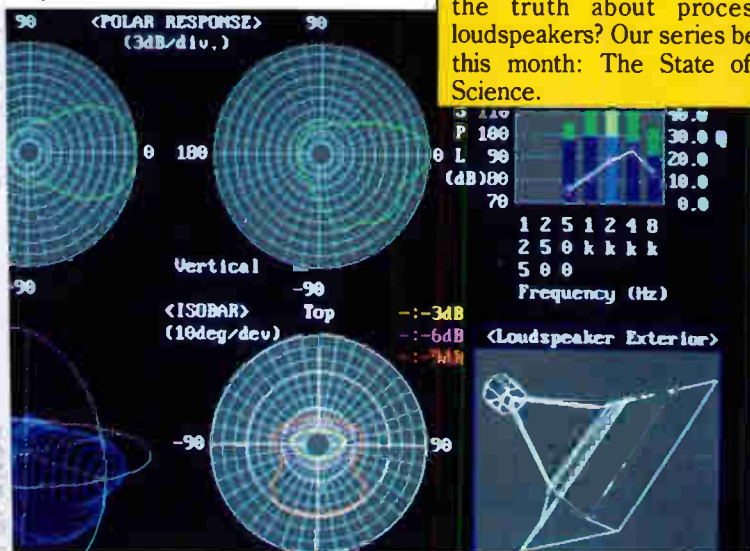 the truth about proces
loudspeakers? Our series be
this month: The State of
Science.
<POLAR RESPONSE>
(3dB/div.)
90
90
0
180
0
Vertical
-90
-90
S 110
P 100
L 90
(dB)80
70
40.0
30.0 Q
20.0
10.0
0.0
1 2 5 1 2 4 8
2 5 0 k k k k
5 0 0
Frequency (Hz)
<ISOBAR>
(10deg/dev)
Top
-:-3dB
-:-6dB
-90
90
<Loudspeaker Exterior>